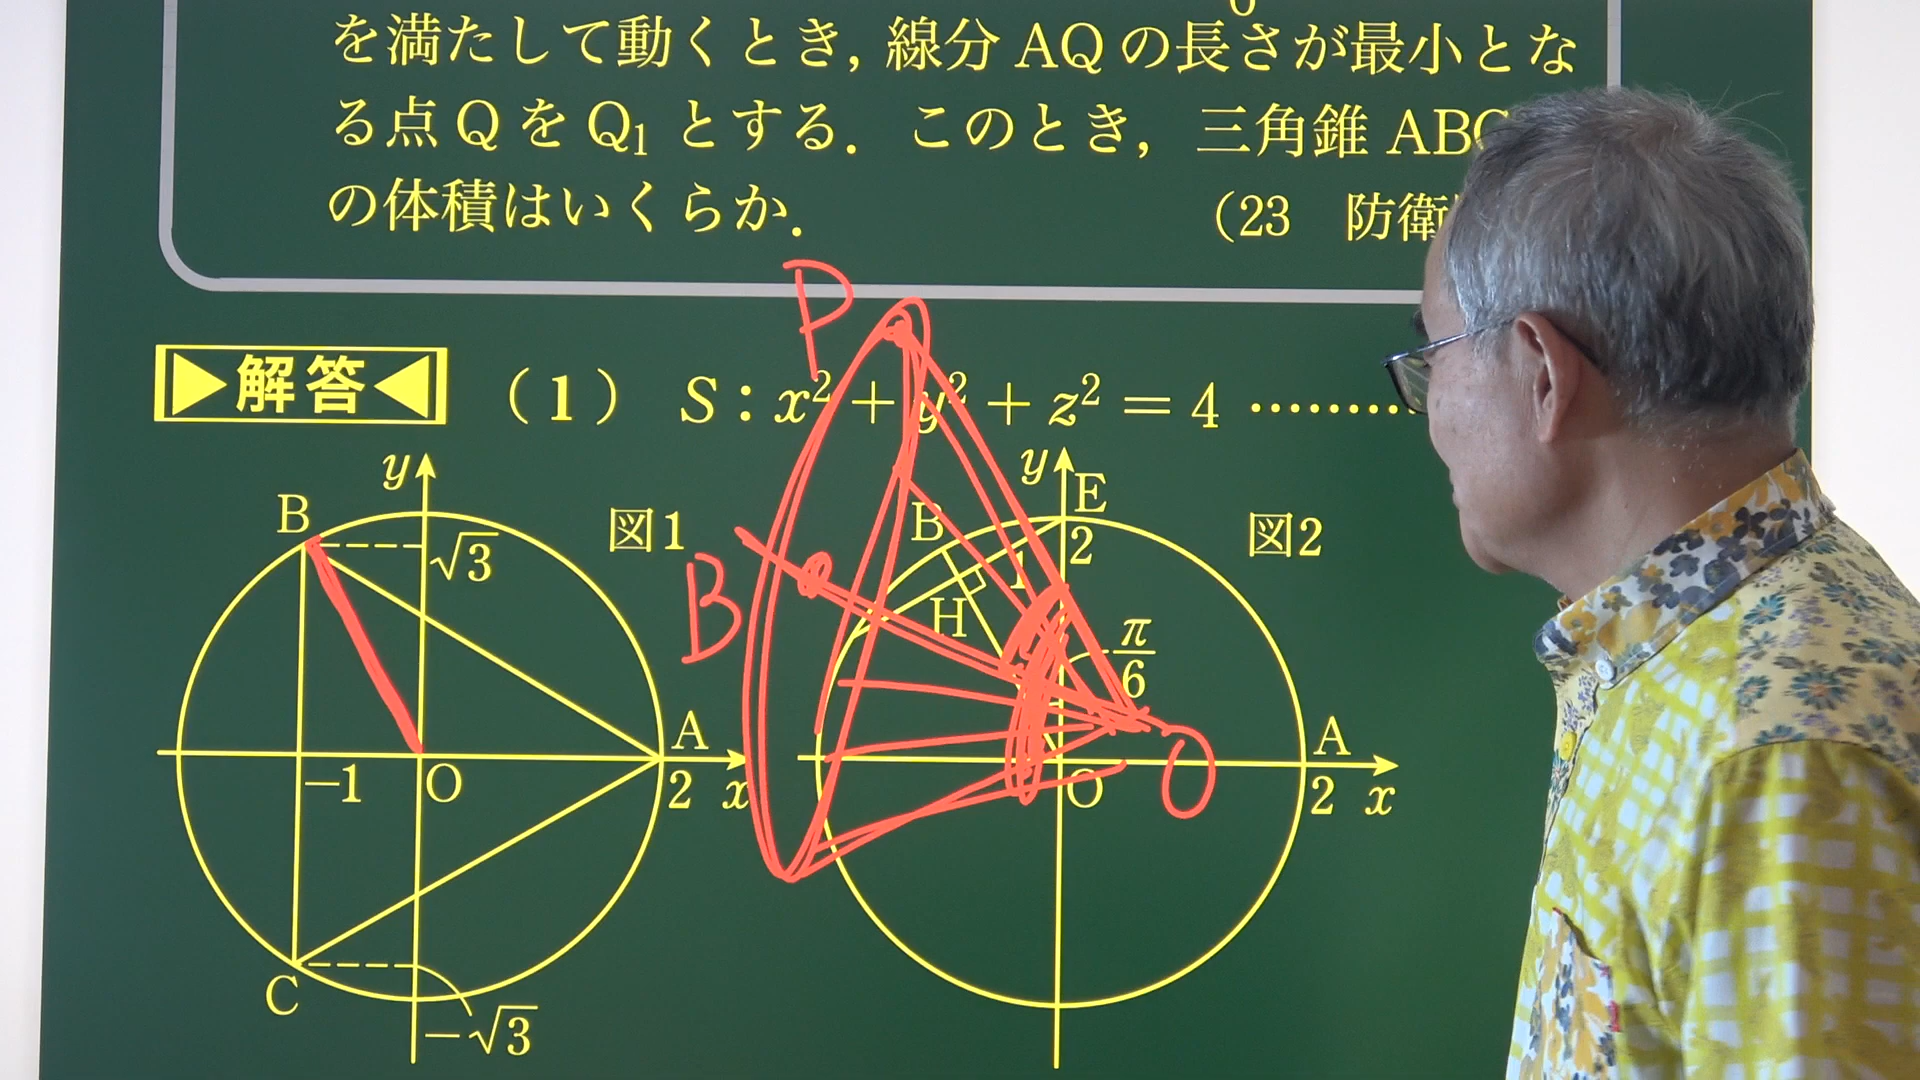 を満たして動くとき, 線分 AQ の長さが最小とな
る点 Q を Q₁ とする. このとき, 三角錐 ABC
の体積はいくらか. (23 防衛
▶解答◀ (1) S : x² + y² + z² = 4 ………
P
図1
y
B
√3
A
-1
O
2
x
C
-√3
図2
y
E
B
2
1
B
H
π/6
A
O
O
2
x